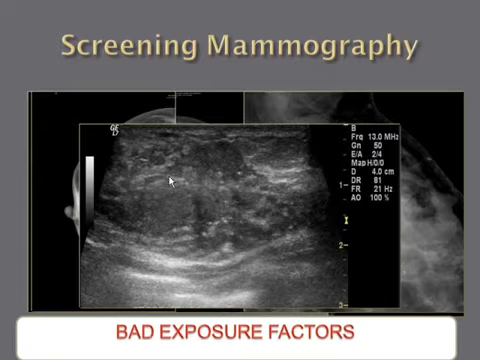 Screening Mammography
B
Frq 13.0 MHz
Gn 50
E/A 2/4
Map H/0/0
D 4.0 cm
DR 81
FR 21 Hz
AO 100 %
1
2
3
BAD EXPOSURE FACTORS